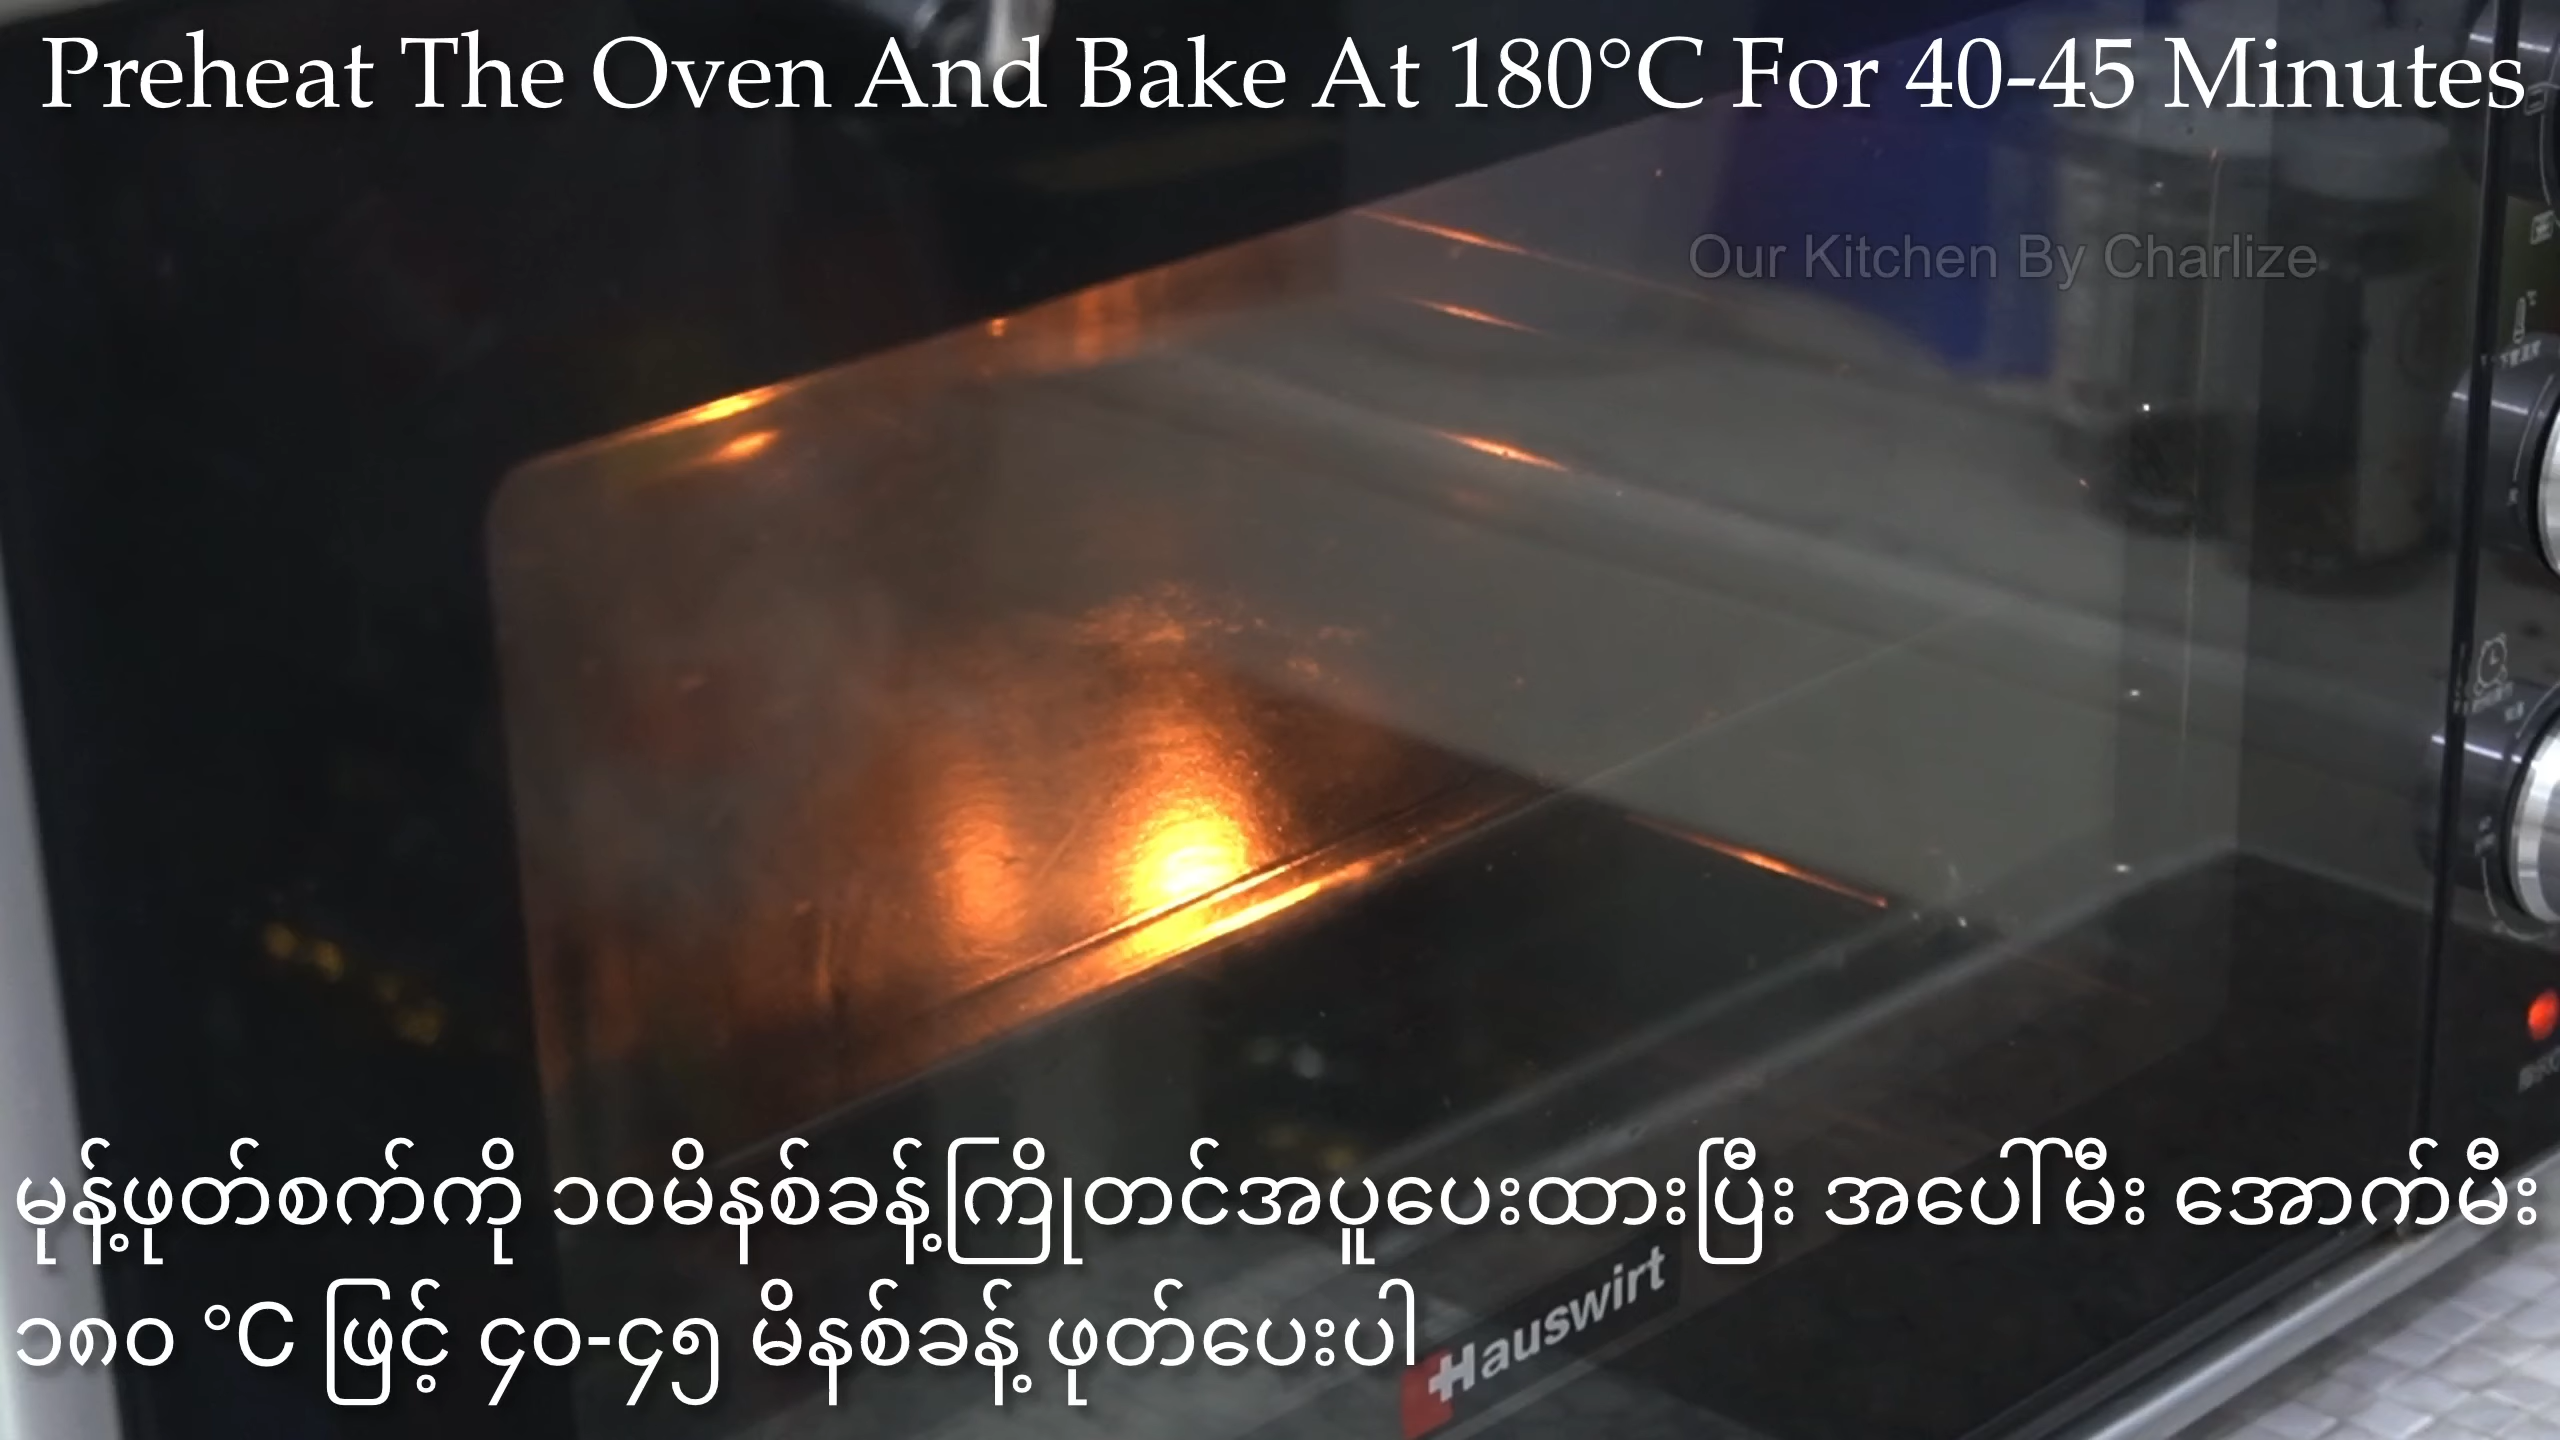 Preheat The Oven And Bake At 180°C For 40-45 Minutes
Our Kitchen By Charlize
မုန့်ဖုတ်စက်ကို ၁၀မိနစ်ခန့်ကြိုတင်အပူပေးထားပြီး အပေါ်မီး အောက်မီး
၁၈၀ °C ဖြင့် ၄၀-၄၅ မိနစ်ခန့် ဖုတ်ပေးပါ
Hauswirt